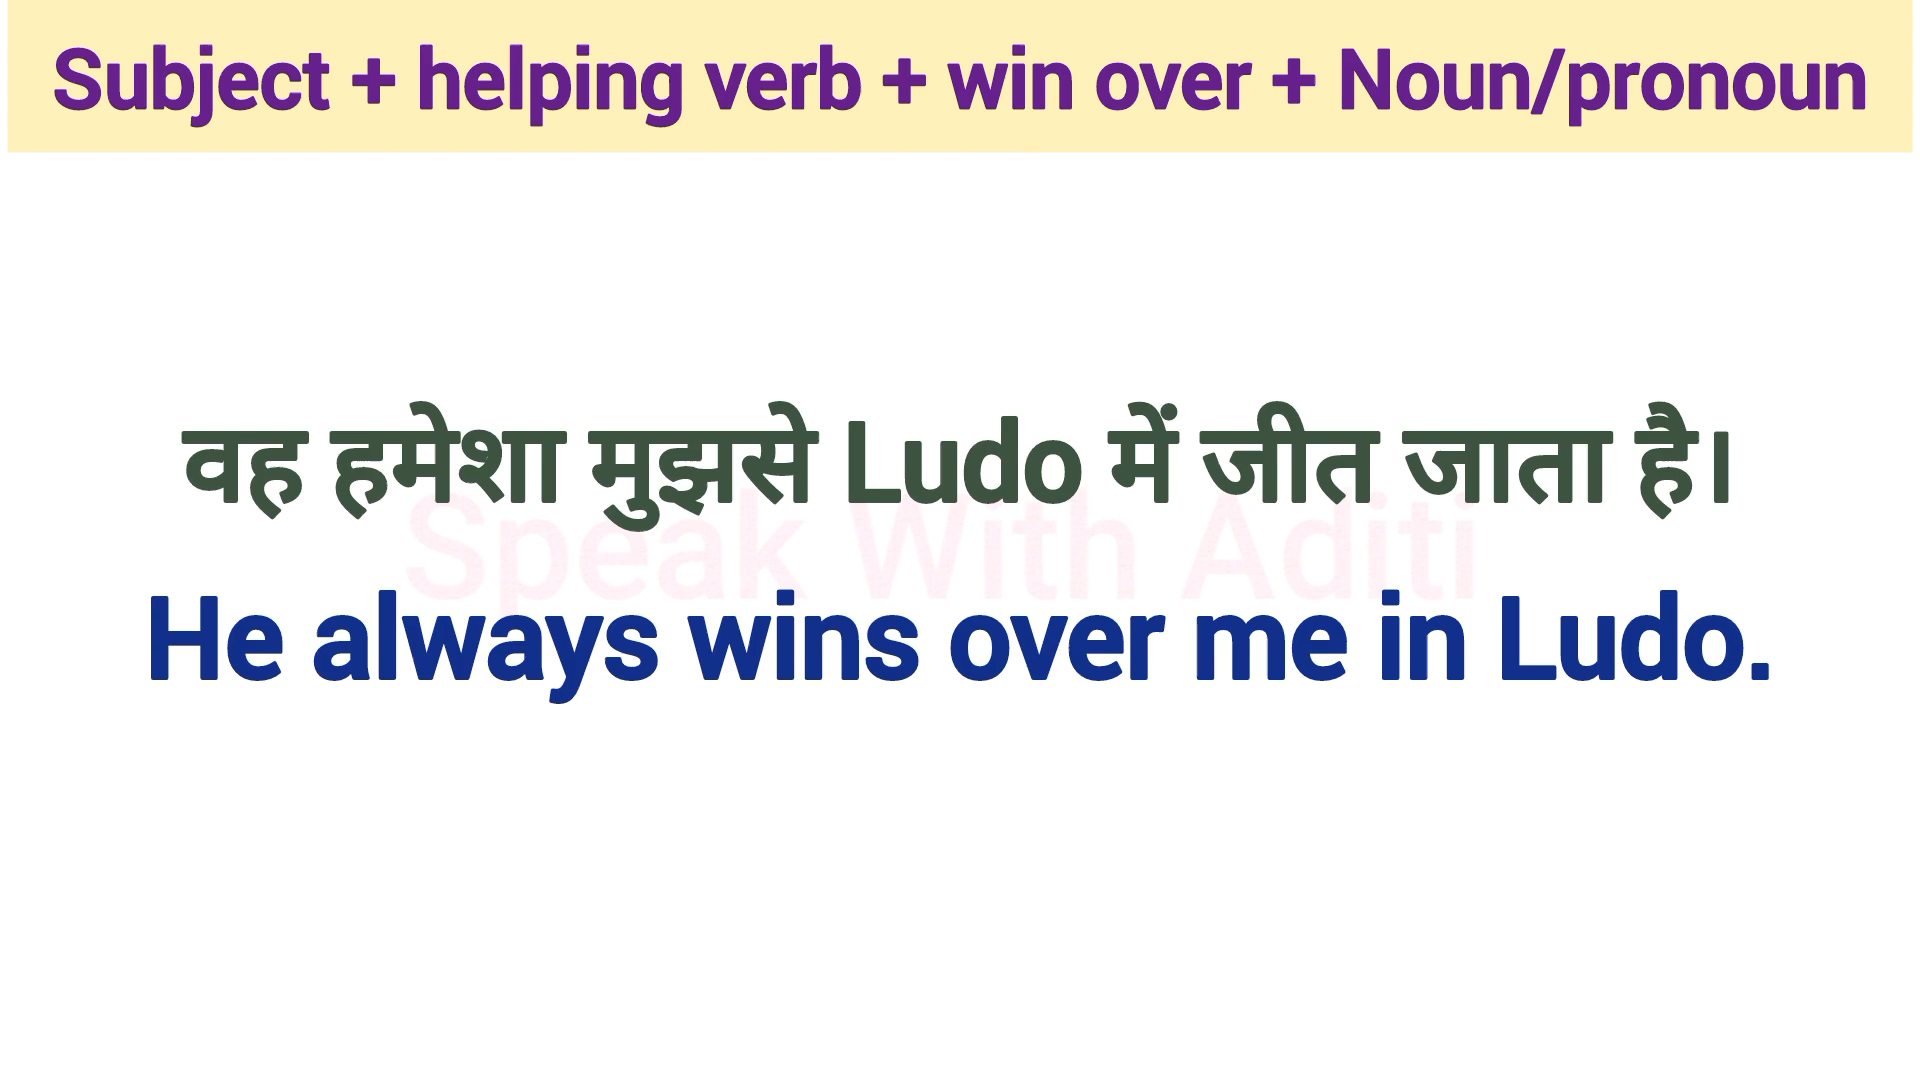 Subject + helping verb + win over + Noun/pronoun
वह हमेशा मुझसे Ludo में जीत जाता है।
Speak With Aditi
He always wins over me in Ludo.